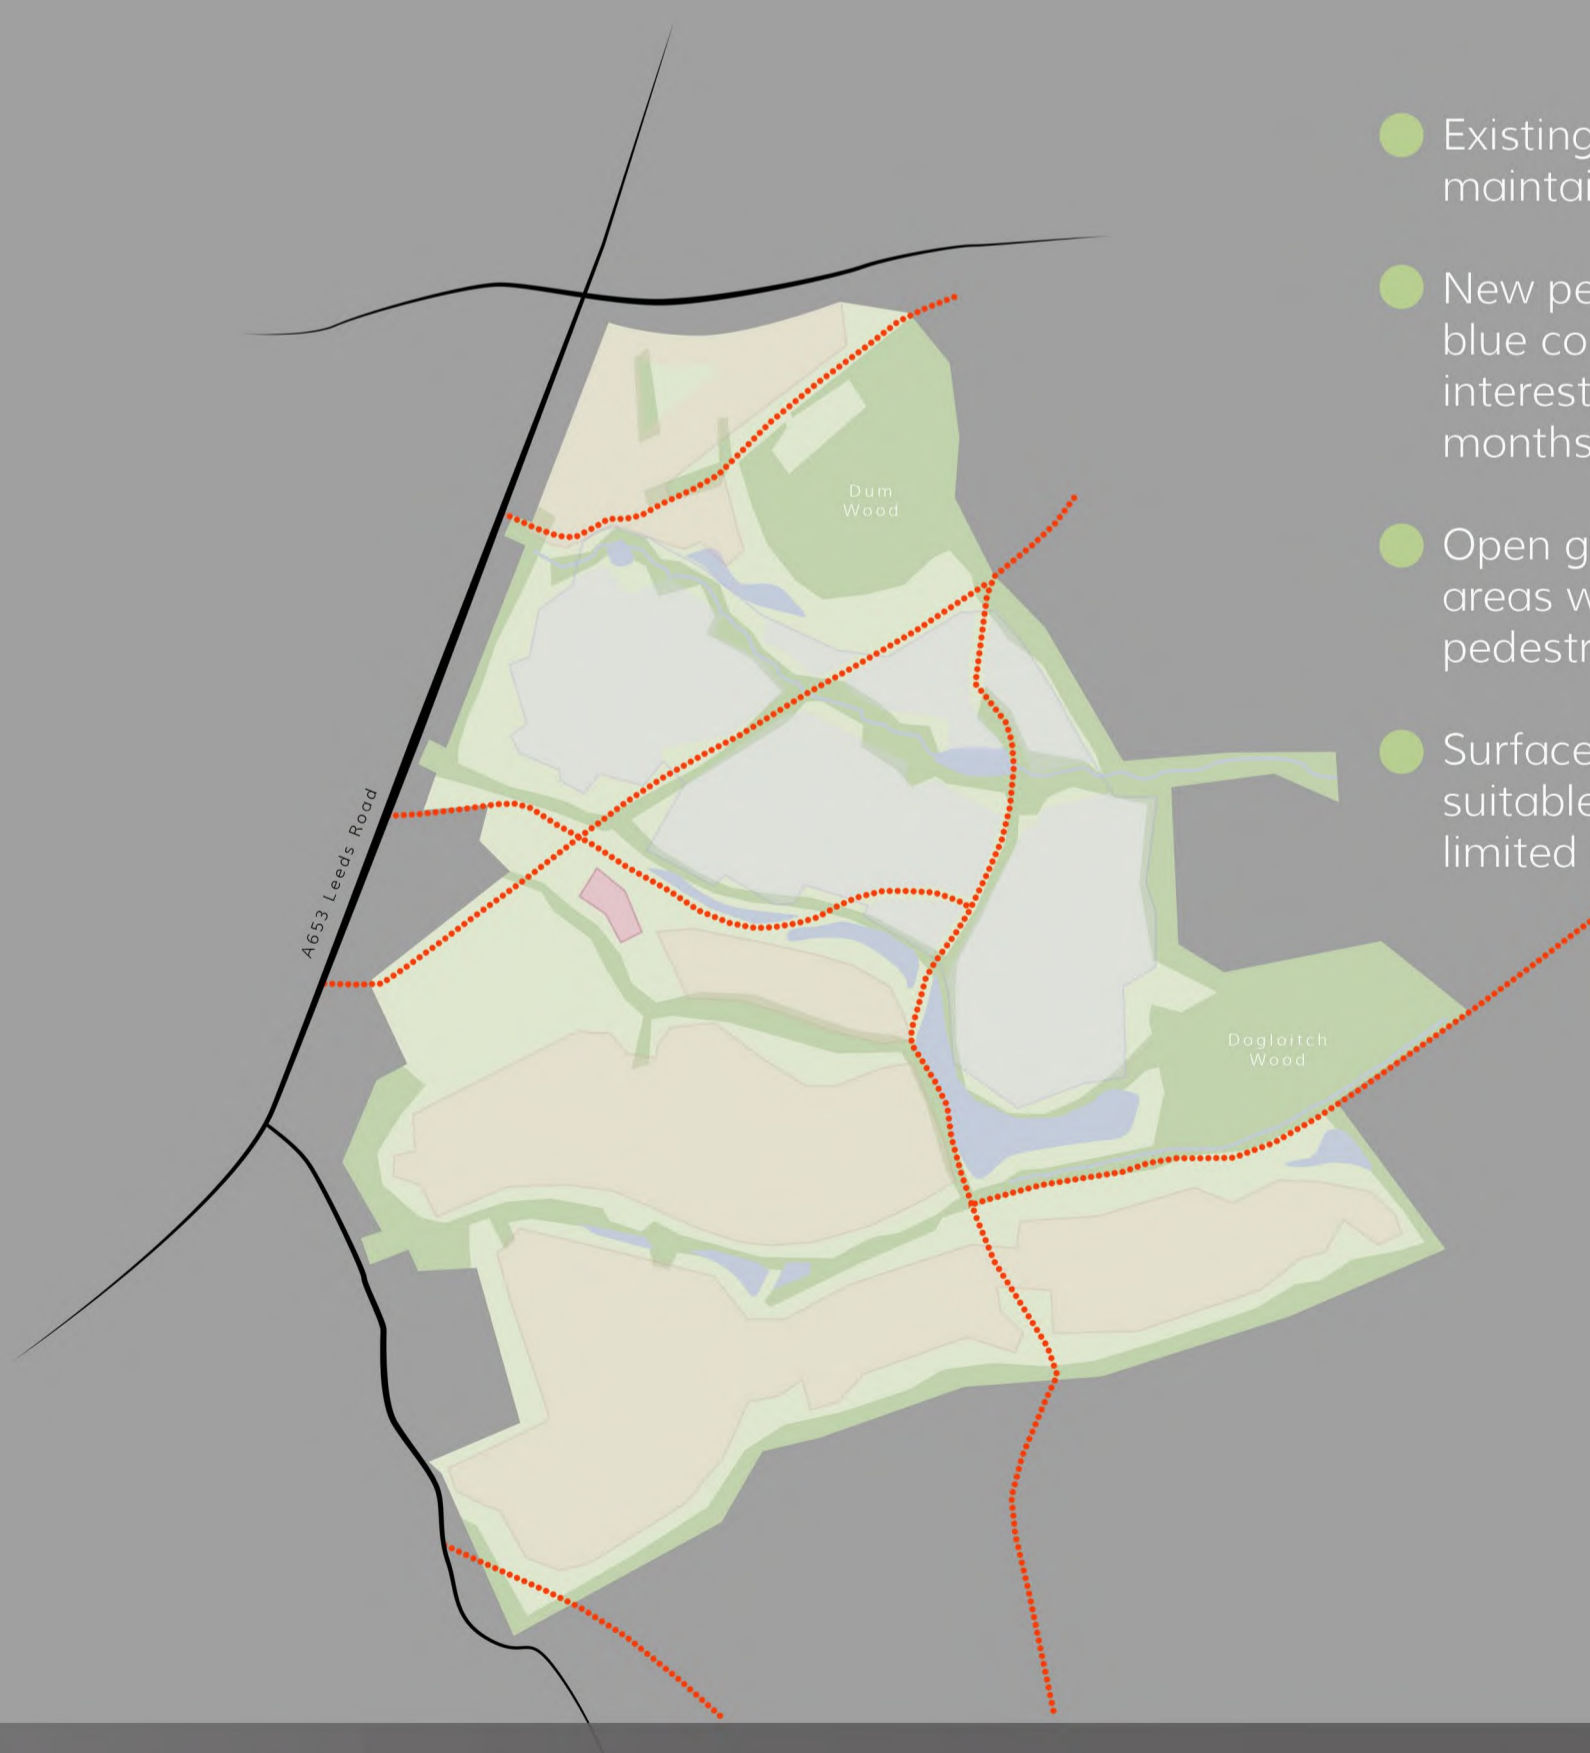 Existing
maintai
New pe
blue co
interest
months
Open g
areas w
pedestr
Surface
suitable
limited
Dum
Wood
A653 Leeds Road
Dogloitch
Wood